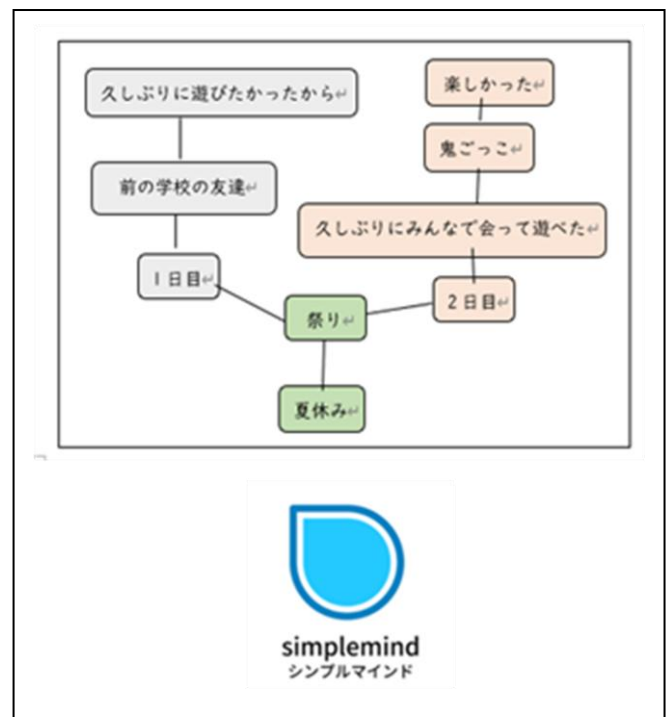 久しぶりに遊びたかったから↵
楽しかった↵
鬼ごっこ↵
前の学校の友達↵
久しぶりにみんなで会って遊べた↵
1日目↵
2日目↵
祭り↵
夏休み↵
simplemind
シンプルマインド